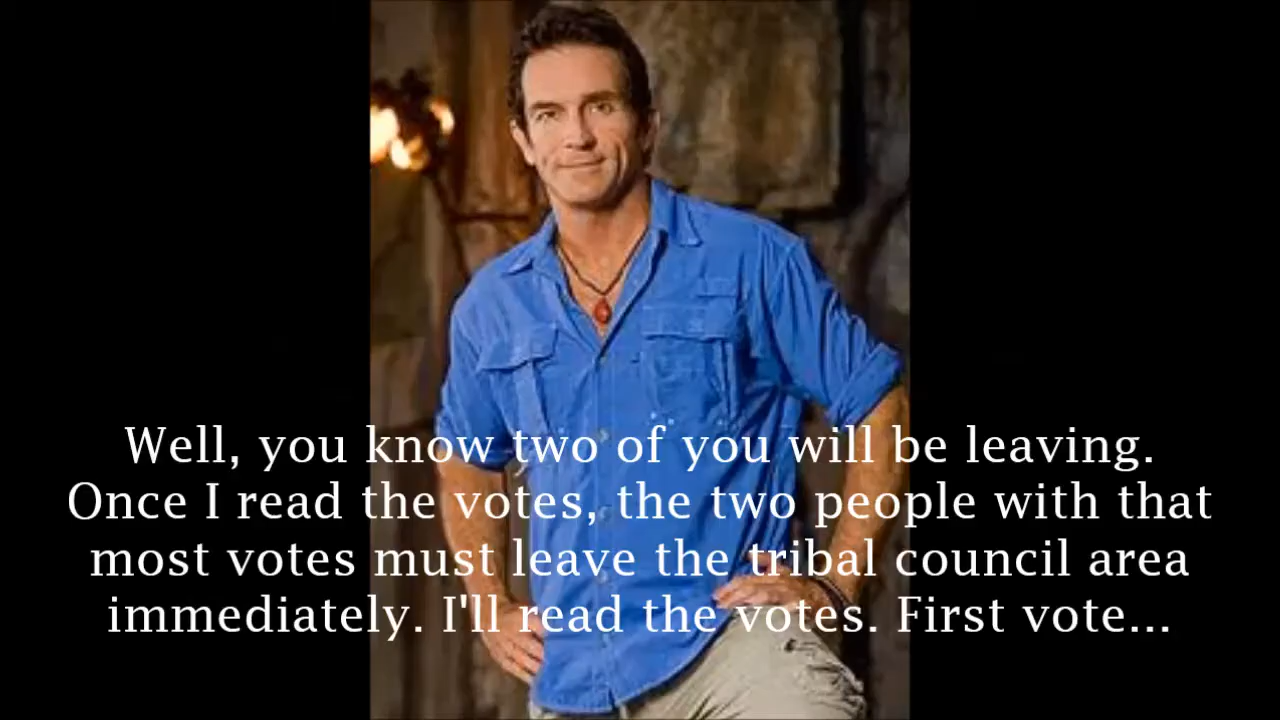 Well, you know two of you will be leaving.
Once I read the votes, the two people with that
most votes must leave the tribal council area
immediately. I'll read the votes. First vote...